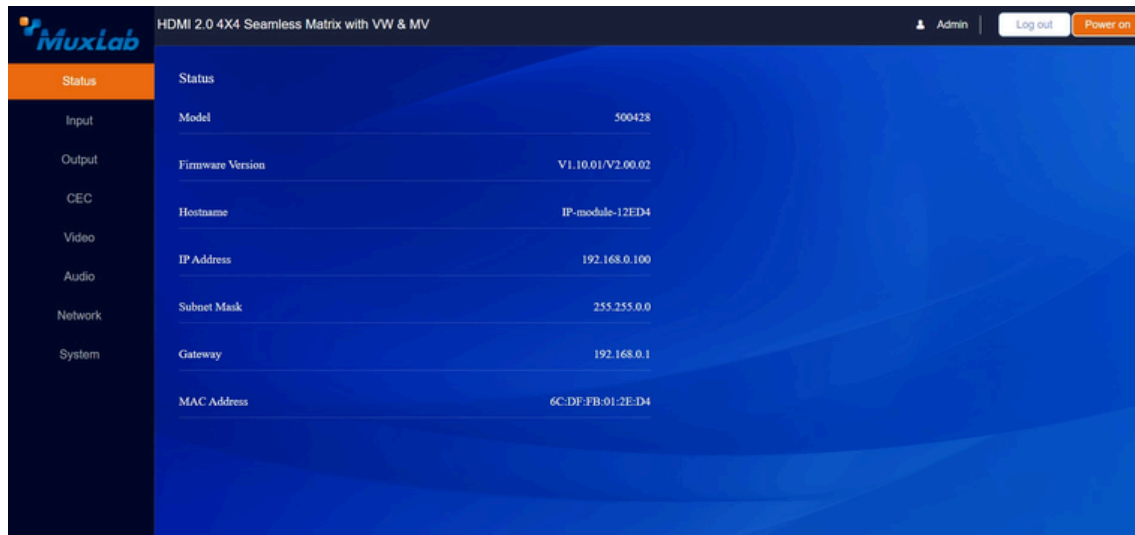 MuxLab
HDMI 2.0 4X4 Seamless Matrix with VW & MV
Admin
Log out
Power on
Status
Input
Output
CEC
Video
Audio
Network
System
Status
Model 500428
Firmware Version V1.10.01/V2.00.02
Hostname IP-module-12ED4
IP Address 192.168.0.100
Subnet Mask 255.255.0.0
Gateway 192.168.0.1
MAC Address 6C:DF:FB:01:2E:D4